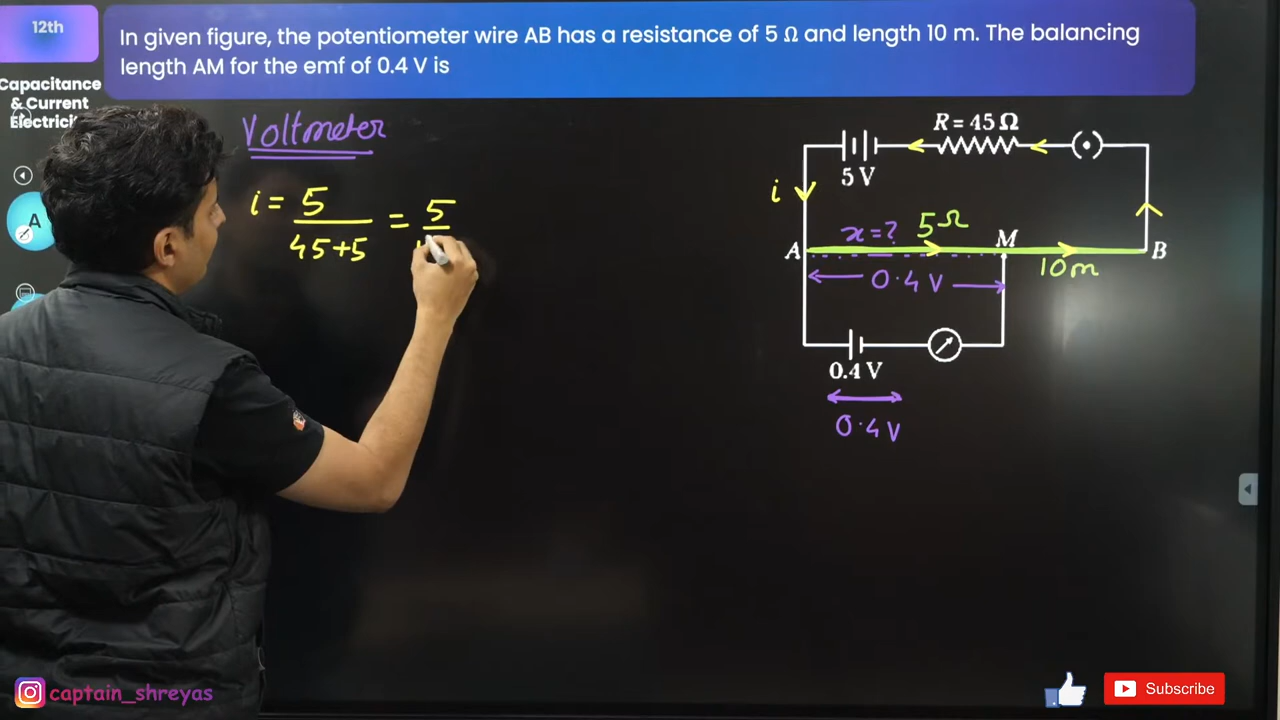 12th
In given figure, the potentiometer wire AB has a resistance of 5 Ω and length 10 m. The balancing
length AM for the emf of 0.4 V is
Capacitance
& Current
Electricit
A
Voltmeter
i = 5 / 45+5 = 5
R = 45 Ω
5 V
i
A
x = ?
5Ω
M
B
0.4 V
10m
0.4 V
0.4 V
captain_shreyas
Subscribe